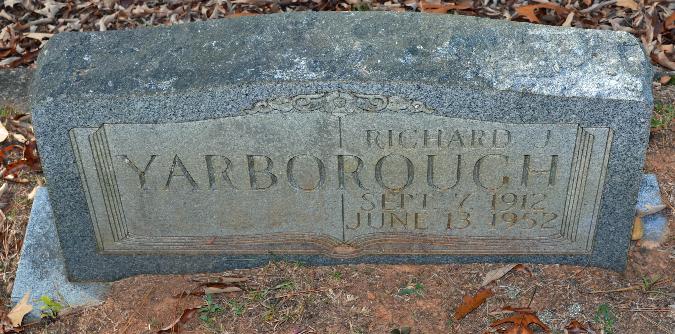 RICHARD J.
YARBOROUGH
SEPT. 7, 1912
JUNE 13, 1952